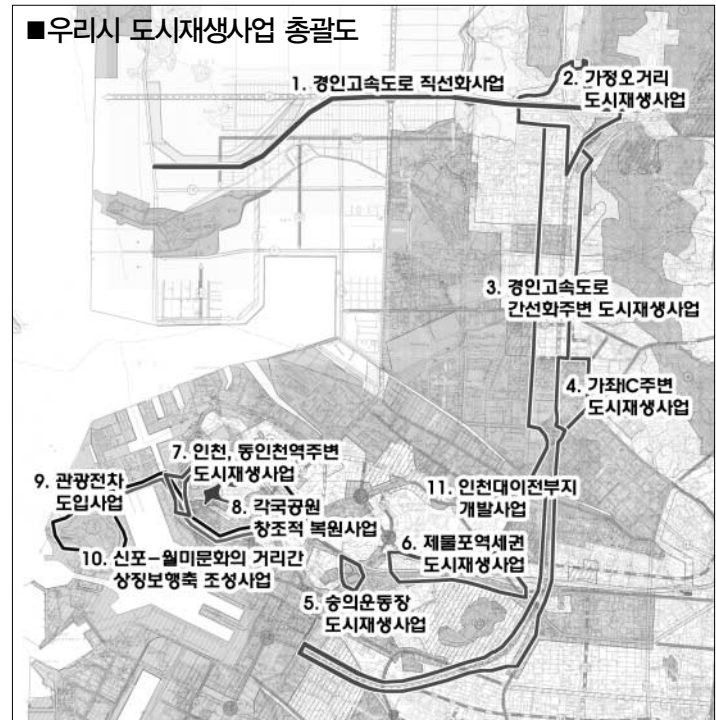 ■우리시 도시재생사업 총괄도
1. 경인고속도로 직선화사업
2. 가정오거리
도시재생사업
3. 경인고속도로
간선화주변 도시재생사업
4. 가좌IC주변
도시재생사업
7. 인천, 동인천역주변
도시재생사업
9. 관광전차
도입사업
8. 각국공원
창조적 복원사업
11. 인천대이전부지
개발사업
6. 제물포역세권
도시재생사업
10. 신포-월미문화의 거리간
상징보행축 조성사업
5. 숭의운동장
도시재생사업